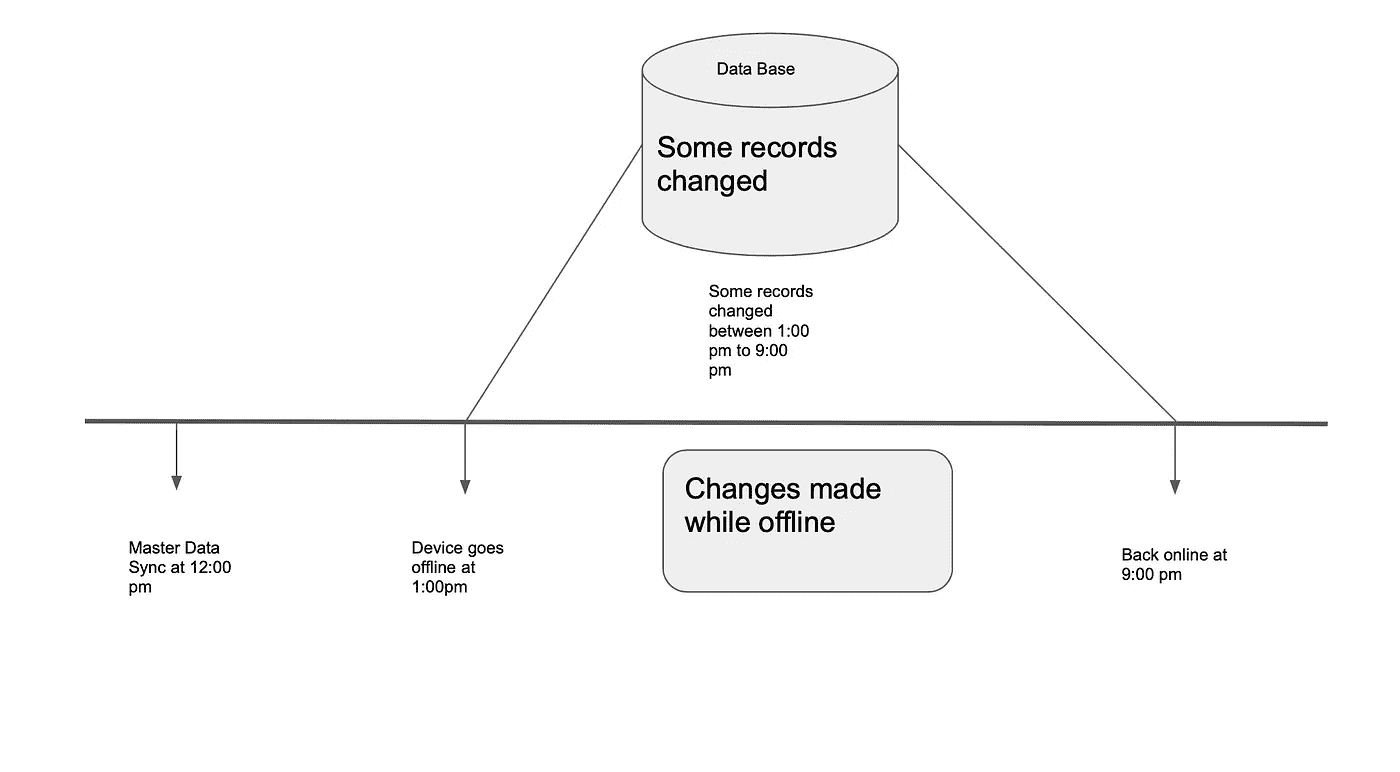 Data Base
Some records
changed
Some records
changed
between 1:00
pm to 9:00
pm
Changes made
while offline
Master Data
Sync at 12:00
pm
Device goes
offline at
1:00pm
Back online at
9:00 pm